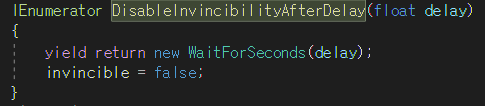 IEnumerator DisableInvincibilityAfterDelay(float delay)
{
yield return new WaitForSeconds(delay);
invincible = false;
}